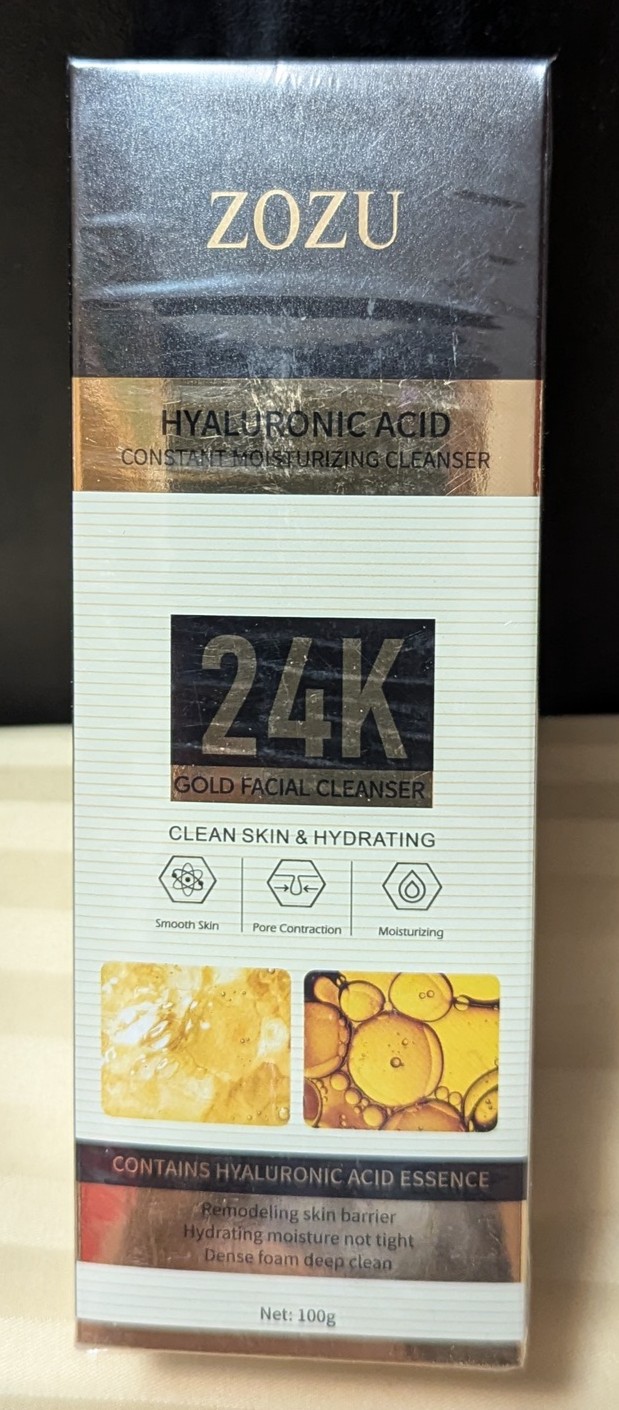 ZOZU
HYALURONIC ACID
CONSTANT MOISTURIZING CLEANSER
24K
GOLD FACIAL CLEANSER
CLEAN SKIN & HYDRATING
Smooth Skin
Pore Contraction
Moisturizing
CONTAINS HYALURONIC ACID ESSENCE
Remodeling skin barrier
Hydrating moisture not tight
Dense foam deep clean
Net: 100g